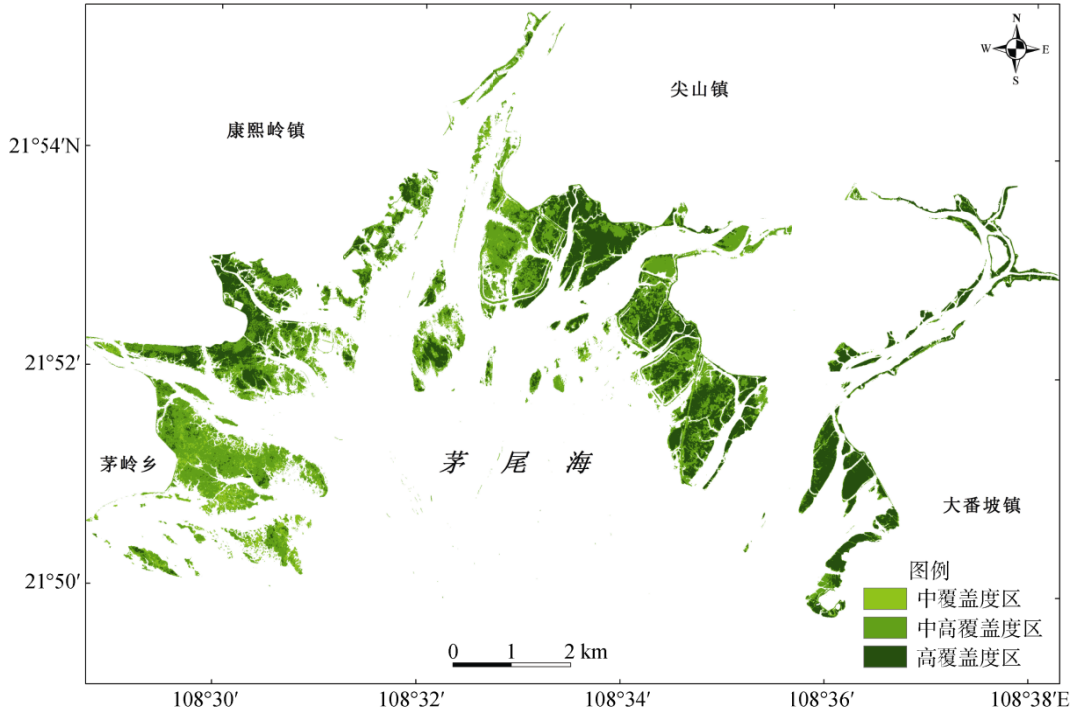 N
W E
S
尖山镇
康熙岭镇
21°54′N
21°52′
茅岭乡
茅 尾 海
大番坡镇
21°50′
图例
中覆盖度区
中高覆盖度区
高覆盖度区
0 1 2 km
108°30′ 108°32′ 108°34′ 108°36′ 108°38′E